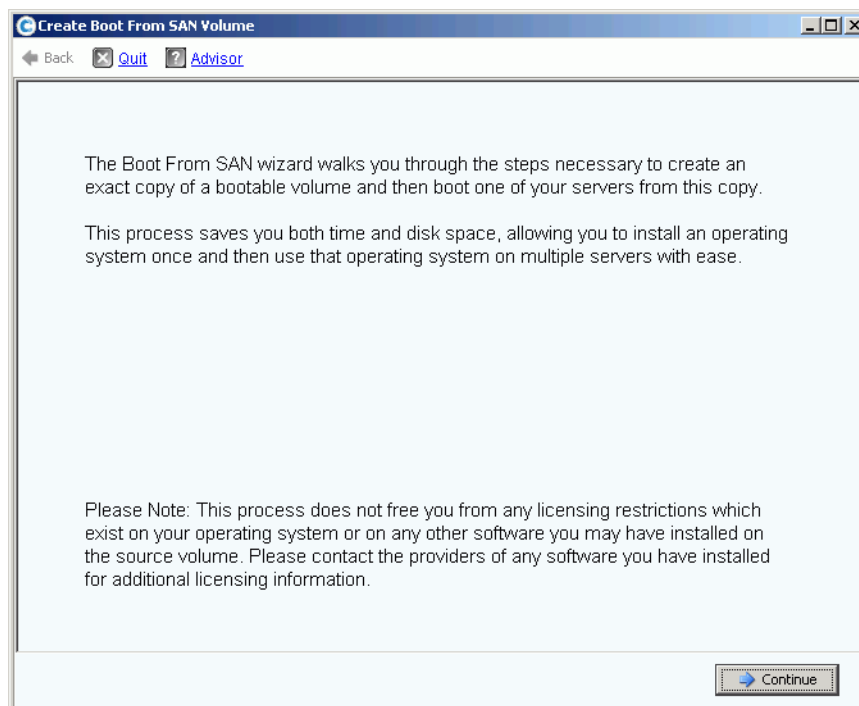 Create Boot From SAN Volume
Back Quit Advisor
The Boot From SAN wizard walks you through the steps necessary to create an
exact copy of a bootable volume and then boot one of your servers from this copy.
This process saves you both time and disk space, allowing you to install an operating
system once and then use that operating system on multiple servers with ease.
Please Note: This process does not free you from any licensing restrictions which
exist on your operating system or on any other software you may have installed on
the source volume. Please contact the providers of any software you have installed
for additional licensing information.
Continue